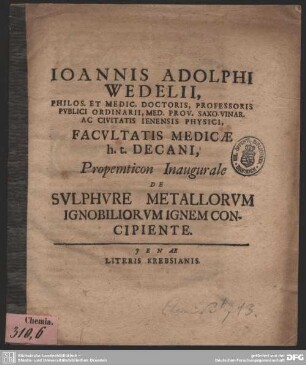 IOANNIS ADOLPHI
WEDELII,
PHILOS. ET MEDIC. DOCTORIS, PROFESSORIS
PVBLICI ORDINARII, MED. PROV. SAXO VINAR.
AC CIVITATIS IENENSIS PHYSICI,
FACVLTATIS MEDICÆ
h. t. DECANI,
Propemticon Inaugurale
DE
SVLPHVRE METALLORVM
IGNOBILIORVM IGNEM CON-
CIPIENTE.
JENAE
LITERIS KREBSIANIS.
Chemia.
310,6